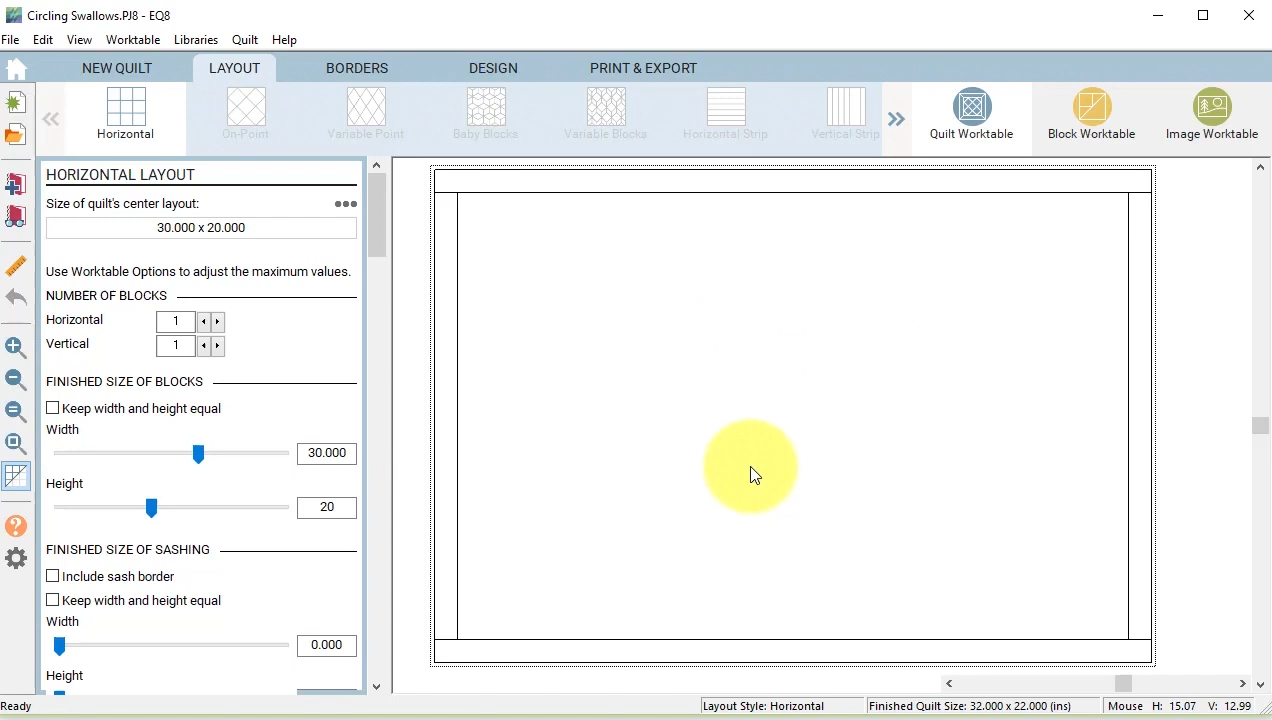 Circling Swallows.PJ8 - EQ8
File Edit View Worktable Libraries Quilt Help
NEW QUILT LAYOUT BORDERS DESIGN PRINT & EXPORT
Horizontal On-Point Variable Point Baby Blocks Variable Blocks Horizontal Strip Vertical Strip Quilt Worktable Block Worktable Image Worktable
HORIZONTAL LAYOUT
Size of quilt's center layout:
30.000 x 20.000
Use Worktable Options to adjust the maximum values.
NUMBER OF BLOCKS
Horizontal 1
Vertical 1
FINISHED SIZE OF BLOCKS
Keep width and height equal
Width
30.000
Height
20
FINISHED SIZE OF SASHING
Include sash border
Keep width and height equal
Width
0.000
Height
Ready Layout Style: Horizontal Finished Quilt Size: 32.000 x 22.000 (ins) Mouse H: 15.07 V: 12.99